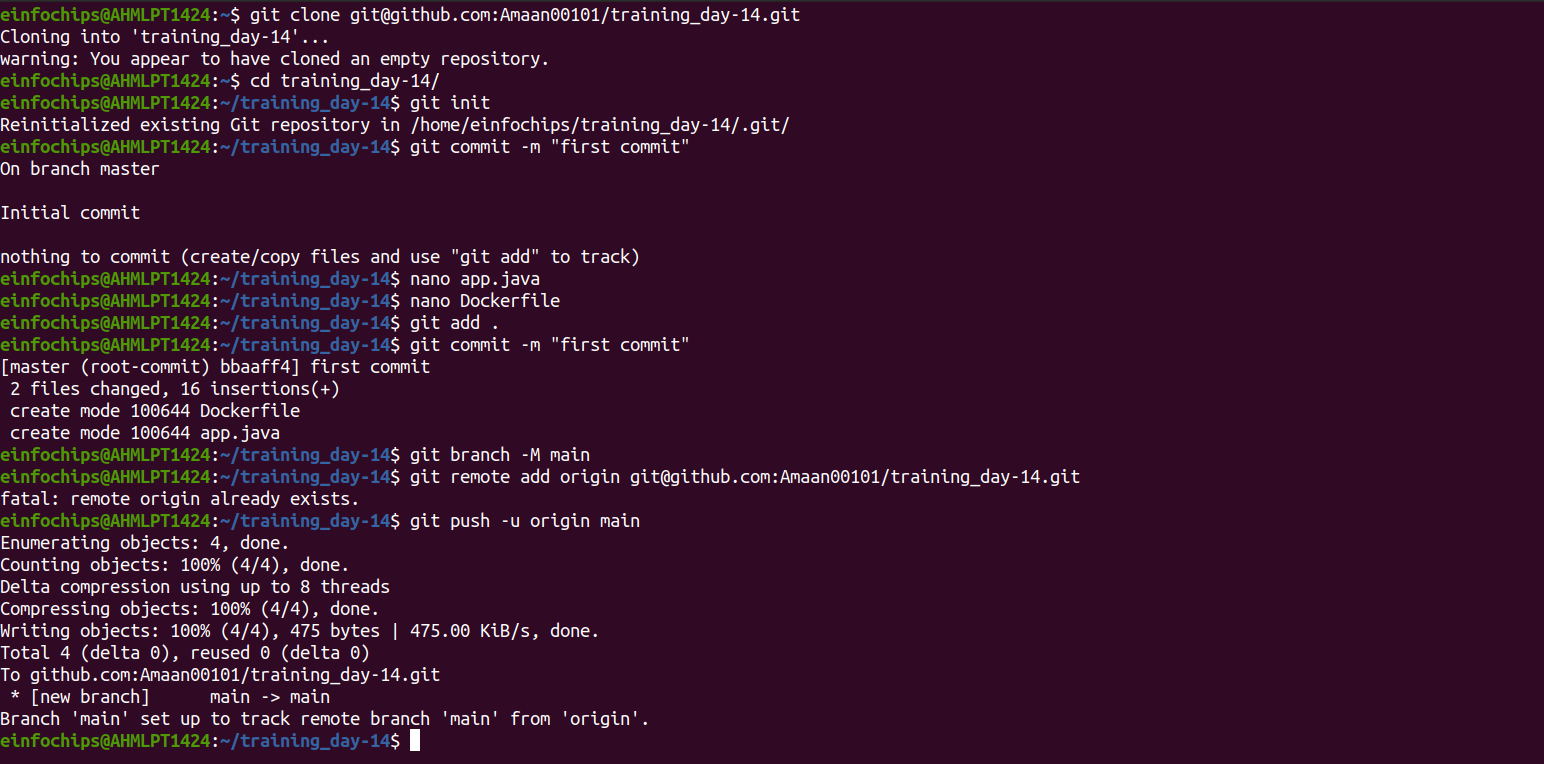 einfochips@AHMLPT1424:~$ git clone git@github.com:Amaan00101/training_day-14.git
Cloning into 'training_day-14'...
warning: You appear to have cloned an empty repository.
einfochips@AHMLPT1424:~$ cd training_day-14/
einfochips@AHMLPT1424:~/training_day-14$ git init
Reinitialized existing Git repository in /home/einfochips/training_day-14/.git/
einfochips@AHMLPT1424:~/training_day-14$ git commit -m "first commit"
On branch master
Initial commit
nothing to commit (create/copy files and use "git add" to track)
einfochips@AHMLPT1424:~/training_day-14$ nano app.java
einfochips@AHMLPT1424:~/training_day-14$ nano Dockerfile
einfochips@AHMLPT1424:~/training_day-14$ git add .
einfochips@AHMLPT1424:~/training_day-14$ git commit -m "first commit"
[master (root-commit) bbaaff4] first commit
 2 files changed, 16 insertions(+)
 create mode 100644 Dockerfile
 create mode 100644 app.java
einfochips@AHMLPT1424:~/training_day-14$ git branch -M main
einfochips@AHMLPT1424:~/training_day-14$ git remote add origin git@github.com:Amaan00101/training_day-14.git
fatal: remote origin already exists.
einfochips@AHMLPT1424:~/training_day-14$ git push -u origin main
Enumerating objects: 4, done.
Counting objects: 100% (4/4), done.
Delta compression using up to 8 threads
Compressing objects: 100% (4/4), done.
Writing objects: 100% (4/4), 475 bytes | 475.00 KiB/s, done.
Total 4 (delta 0), reused 0 (delta 0)
To github.com:Amaan00101/training_day-14.git
 * [new branch]      main -> main
Branch 'main' set up to track remote branch 'main' from 'origin'.
einfochips@AHMLPT1424:~/training_day-14$